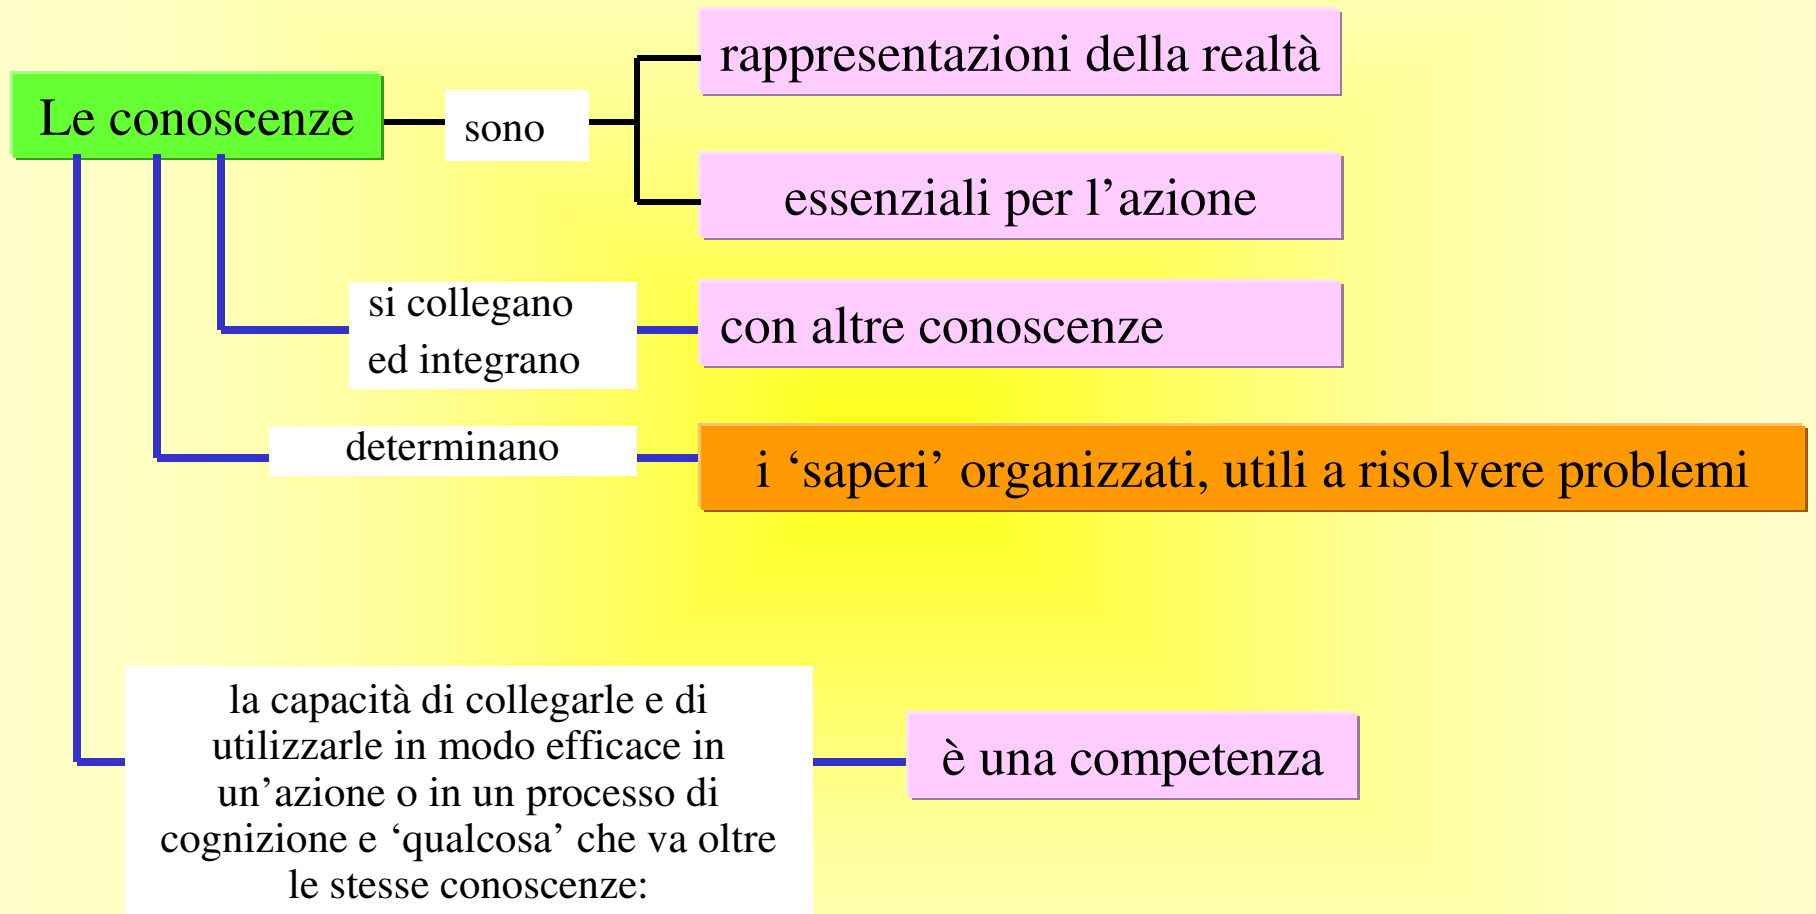 Le conoscenze
sono
rappresentazioni della realtà
essenziali per l’azione
si collegano
ed integrano
con altre conoscenze
determinano
i ‘saperi’ organizzati, utili a risolvere problemi
la capacità di collegarle e di
utilizzarle in modo efficace in
un’azione o in un processo di
cognizione e ‘qualcosa’ che va oltre
le stesse conoscenze:
è una competenza